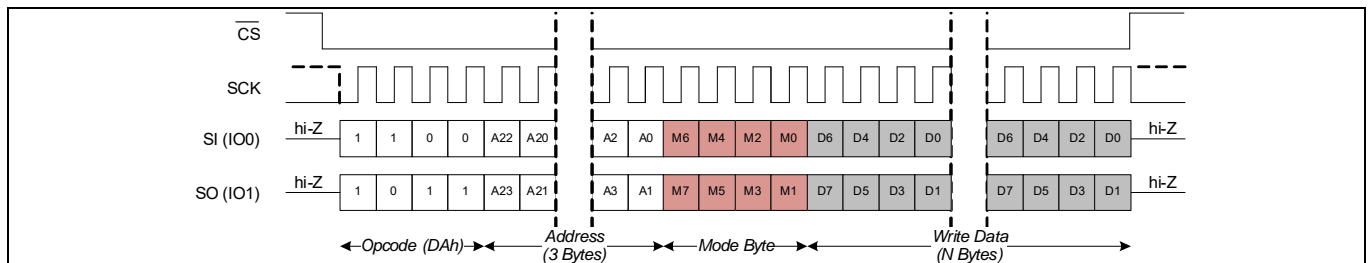 CS
SCK
SI (IO0) hi-Z 1 1 0 0 A22 A20 A2 A0 M6 M4 M2 M0 D6 D4 D2 D0 D6 D4 D2 D0 hi-Z
SO (IO1) hi-Z 1 0 1 1 A23 A21 A3 A1 M7 M5 M3 M1 D7 D5 D3 D1 D7 D5 D3 D1 hi-Z
Opcode (DAh) Address Mode Byte Write Data
(3 Bytes) (N Bytes)